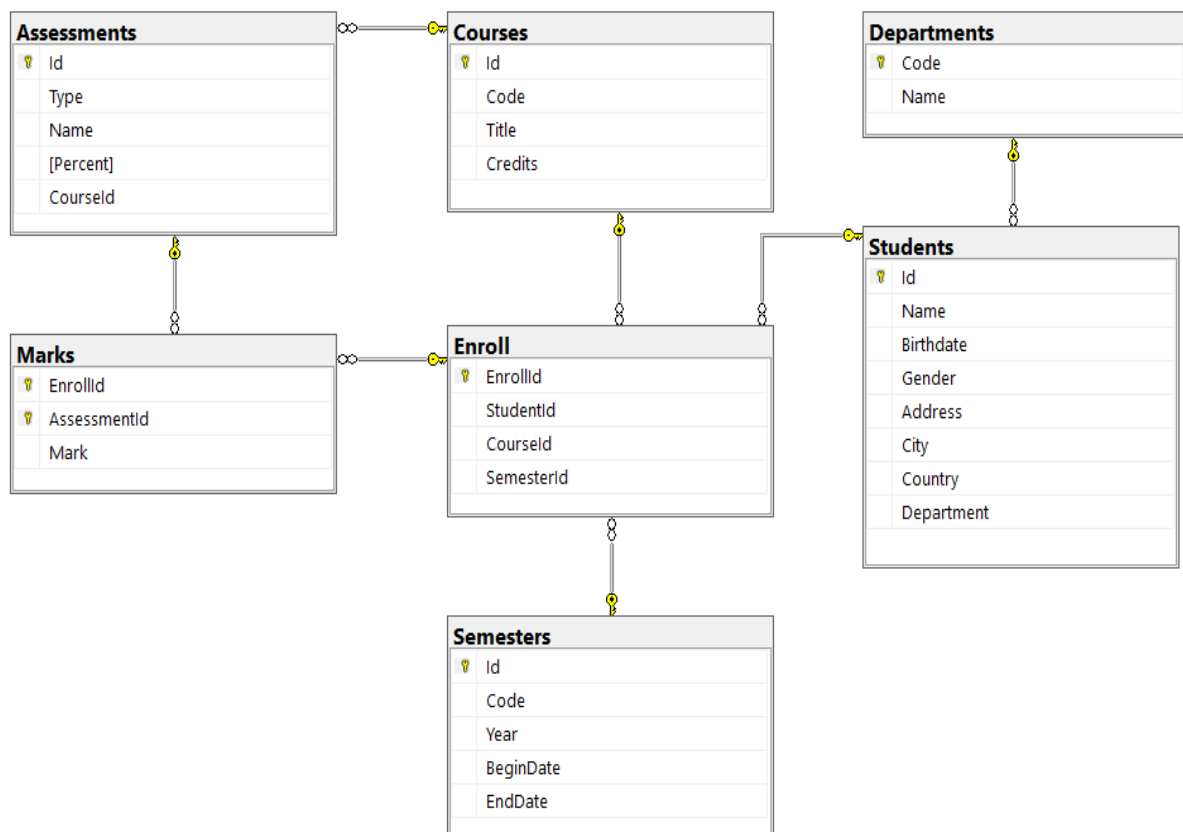 Assessments
Id
Type
Name
[Percent]
CourseId
Courses
Id
Code
Title
Credits
Departments
Code
Name
Students
Id
Name
Birthdate
Gender
Address
City
Country
Department
Marks
EnrollId
AssessmentId
Mark
Enroll
EnrollId
StudentId
CourseId
SemesterId
Semesters
Id
Code
Year
BeginDate
EndDate